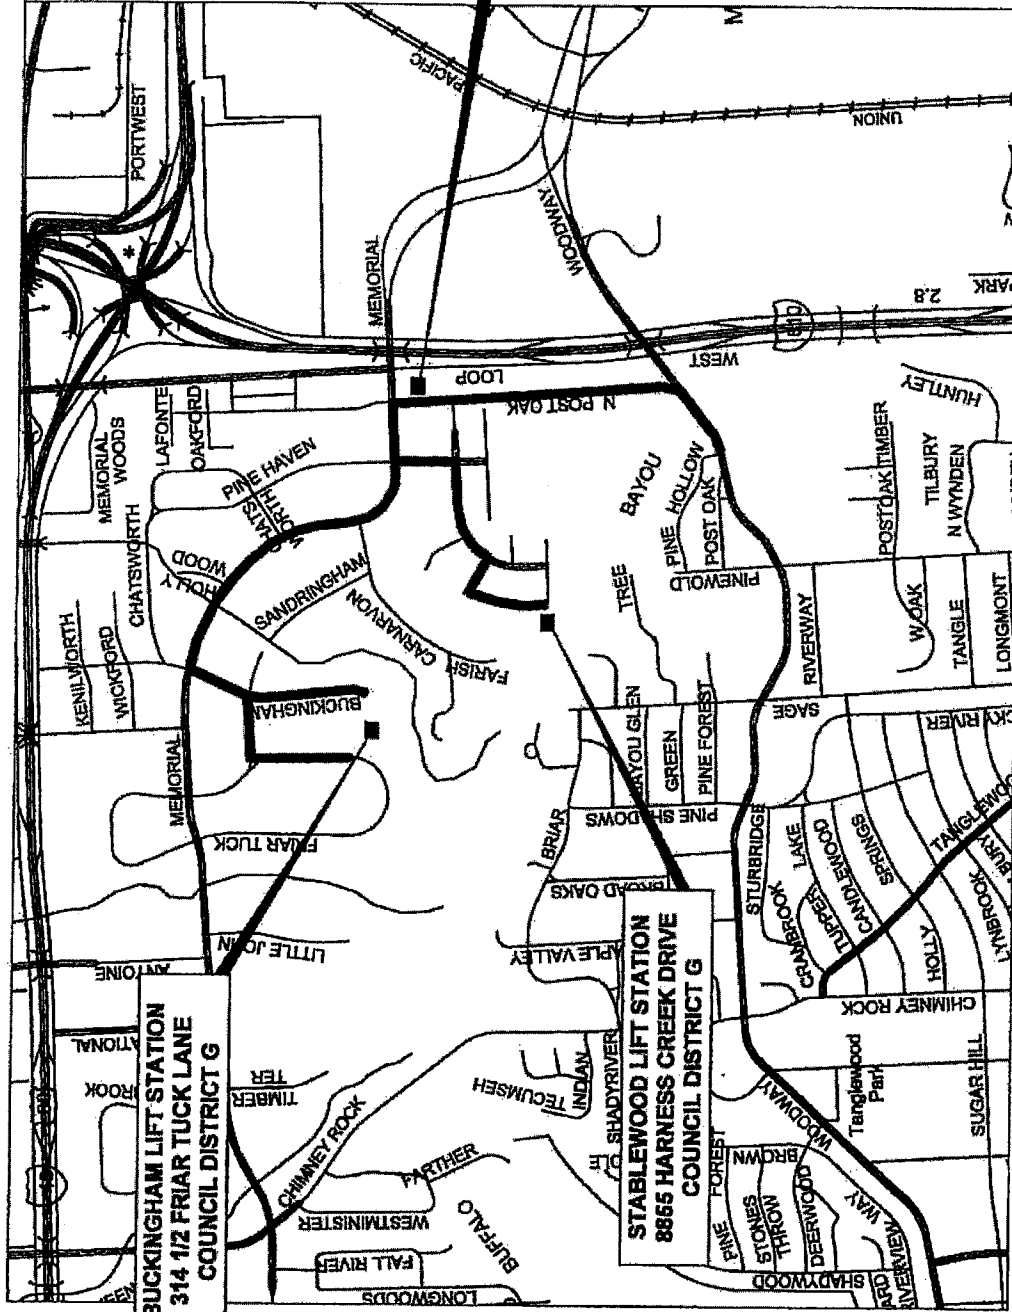 BUCKINGHAM LIFT STATION
314 1/2 FRIAR TUCK LANE
COUNCIL DISTRICT G
STABLEWOOD LIFT STATION
8865 HARNESS CREEK DRIVE
COUNCIL DISTRICT G
PORTWEST
PACIFIC
UNION
M
MEMORIAL
WOODWAY
2.8
PARK
610
WEST
LOOP
N POST OAK
MEMORIAL
WOODS
LAFONTE
OAKFORD
PINE HAVEN
CHATSWORTH
CHATSWORTH
HOLLY
WOOD
SANDRINGHAM
CARNARVON
FARISH
KENILWORTH
WICKFORD
BUCKINGHAM
MEMORIAL
FRIAR TUCK
LITTLE JOHN
ANTOINE
TIMBER
TER
CHIMNEY ROCK
FARTHER
WESTMINISTER
FALL RIVER
BUFFALO
LONGWOODS
TECUMSEH
INDIAN
SHADYRIVER
BAYOU
PINE
HOLLOW
POST OAK
TREE
PINEWOLD
HUNTLEY
POST OAK TIMBER
TILBURY
N WYNDEN
W OAK
TANGLE
LONGMONT
RIVERWAY
SAGE
BAYOU GLEN
GREEN
PINE FOREST
PINE SHADOWS
BRIAR
BROAD OAKS
STURBRIDGE
LAKE
CRANBROOK
TUPPER
CANDLEWOOD
SPRINGS
HOLLY
LYNBROOK
CHIMNEY ROCK
SUGAR HILL
Tanglewood
Park
WOODWAY
FOREST
PINE
BROWN
STONES
THROW
DEERWOOD
WAY
RIVERVIEW
SHADYWOOD